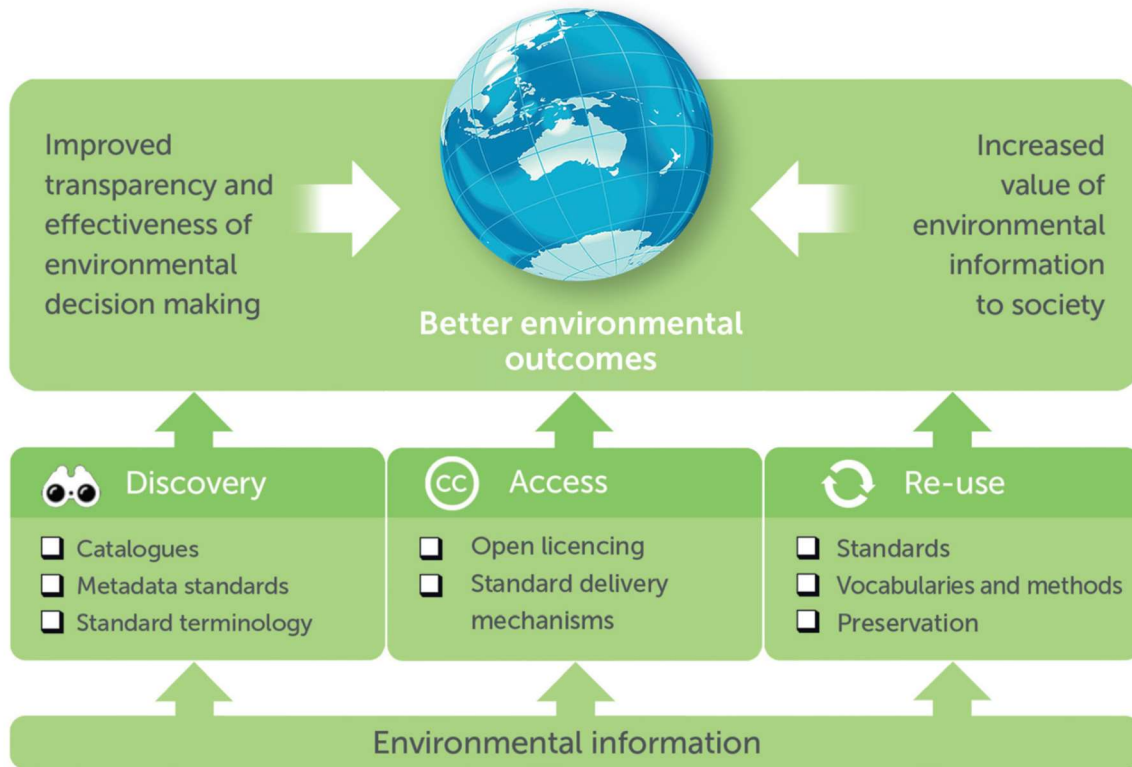 Improved
transparency and
effectiveness of
environmental
decision making
Increased
value of
environmental
information
to society
Better environmental
outcomes
Discovery
Catalogues
Metadata standards
Standard terminology
CC Access
Open licencing
Standard delivery
mechanisms
Re-use
Standards
Vocabularies and methods
Preservation
Environmental information